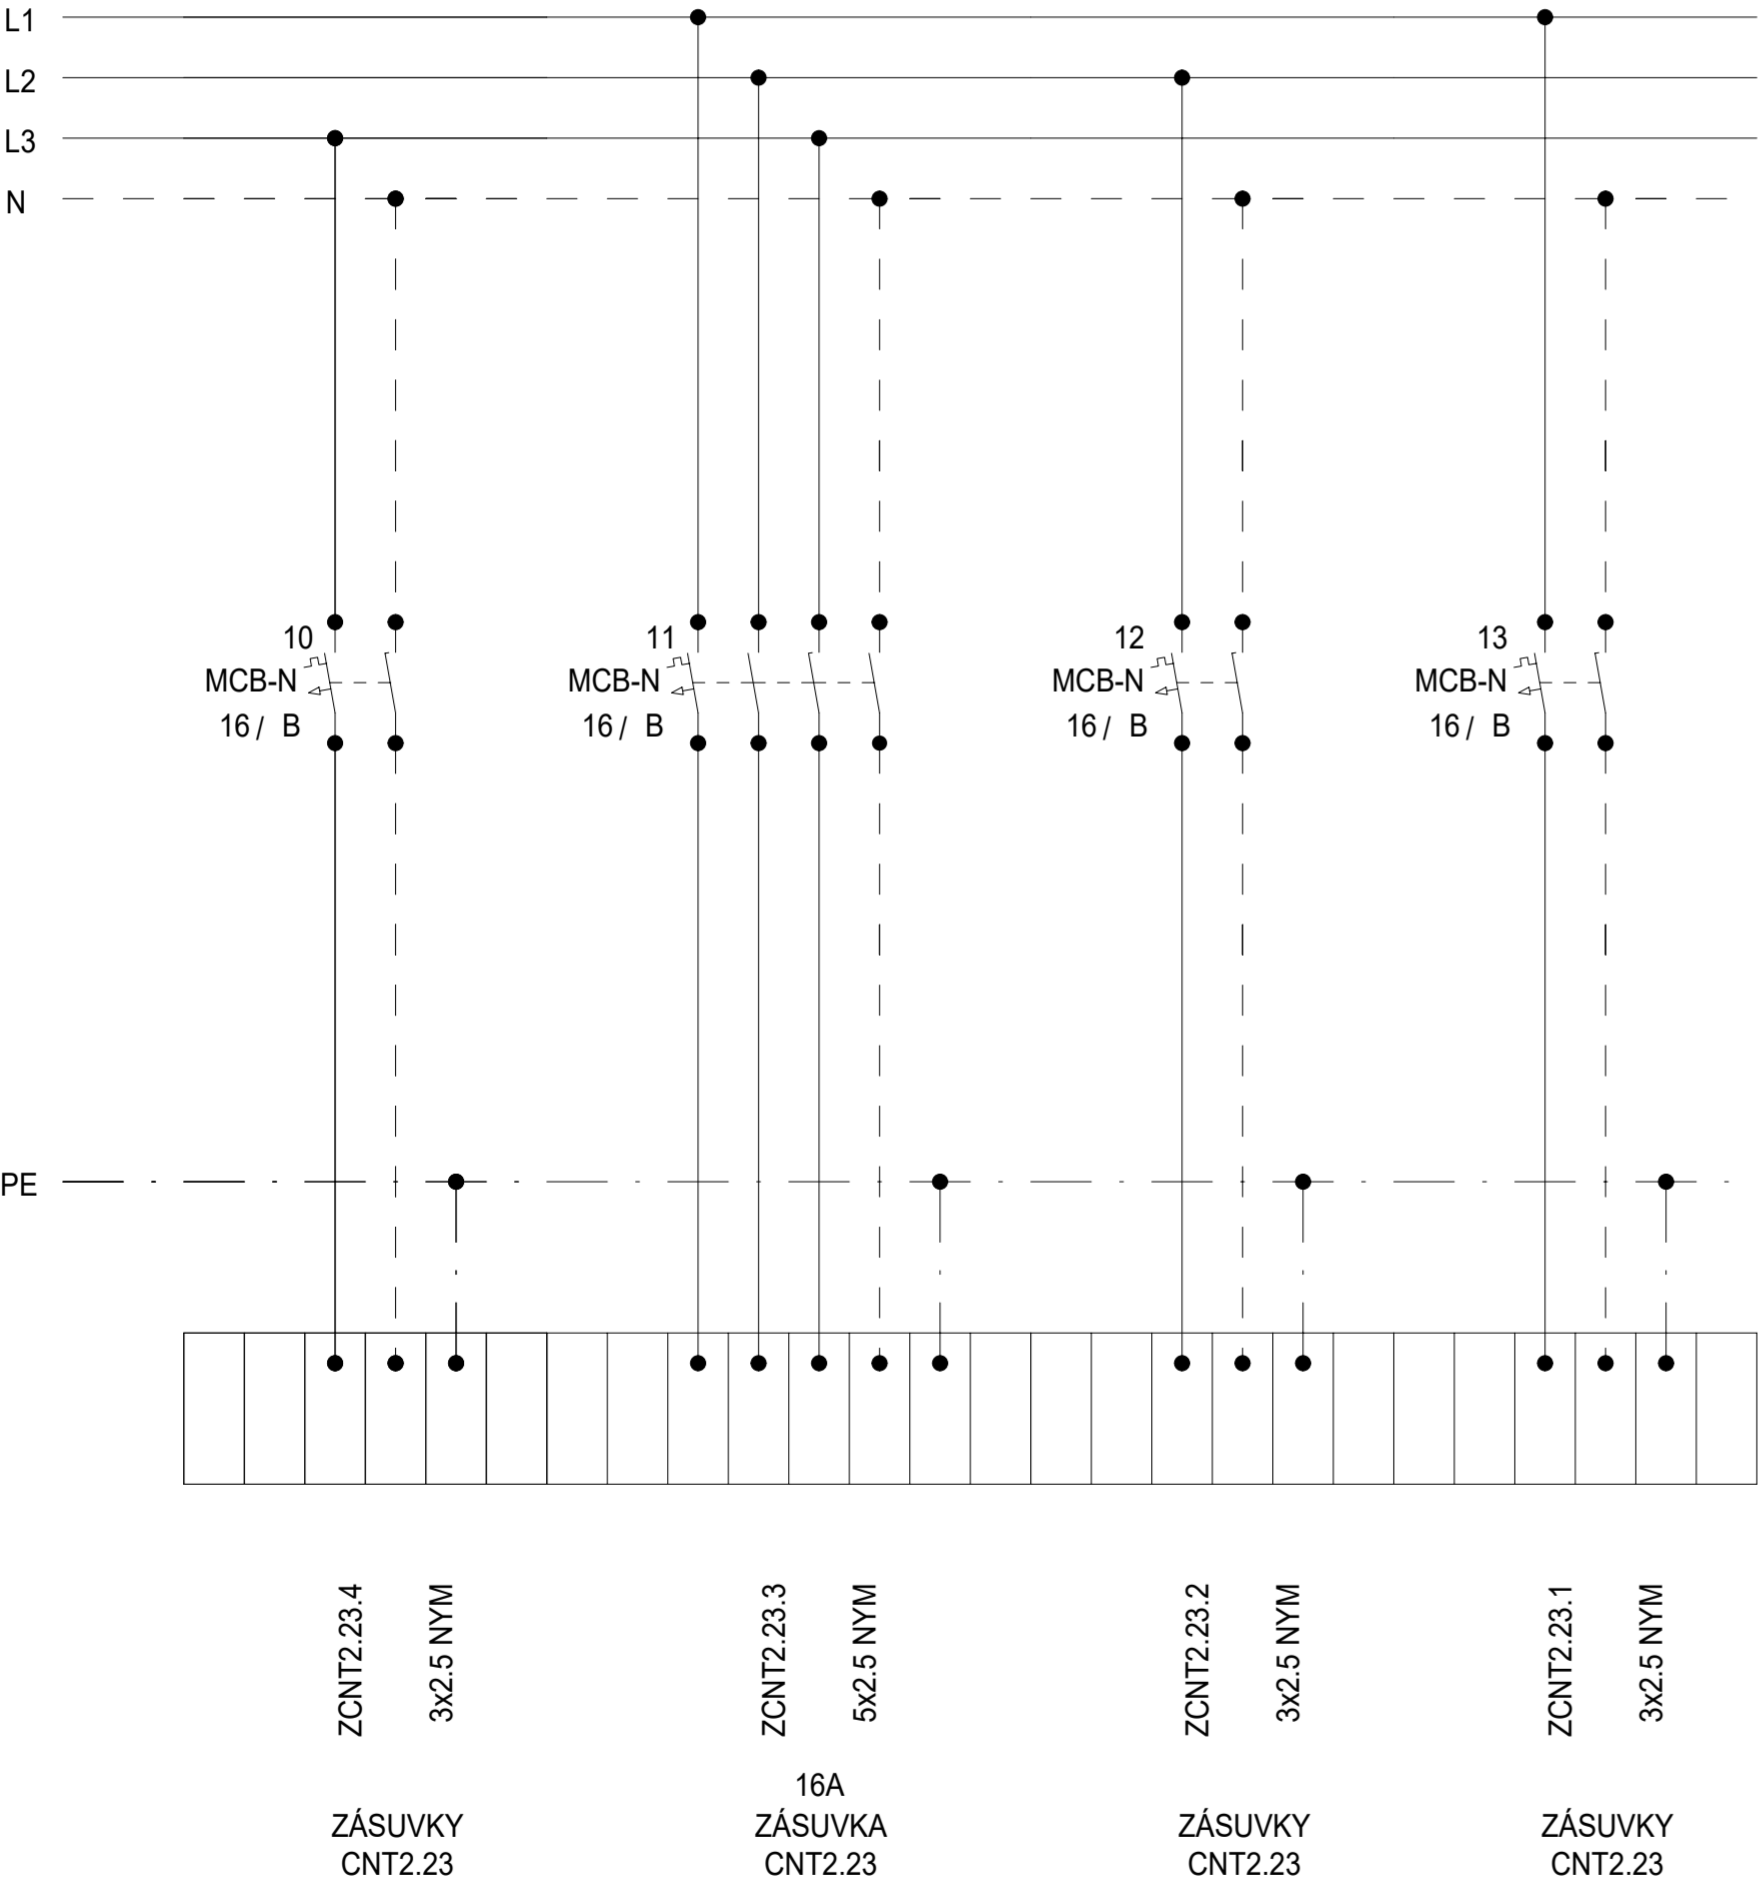 L1
L2
L3
N
10
MCB-N
16 / B
11
MCB-N
16 / B
12
MCB-N
16 / B
13
MCB-N
16 / B
PE
ZCNT2.23.4
3x2.5 NYM
ZCNT2.23.3
5x2.5 NYM
ZCNT2.23.2
3x2.5 NYM
ZCNT2.23.1
3x2.5 NYM
ZÁSUVKY
CNT2.23
16A
ZÁSUVKA
CNT2.23
ZÁSUVKY
CNT2.23
ZÁSUVKY
CNT2.23